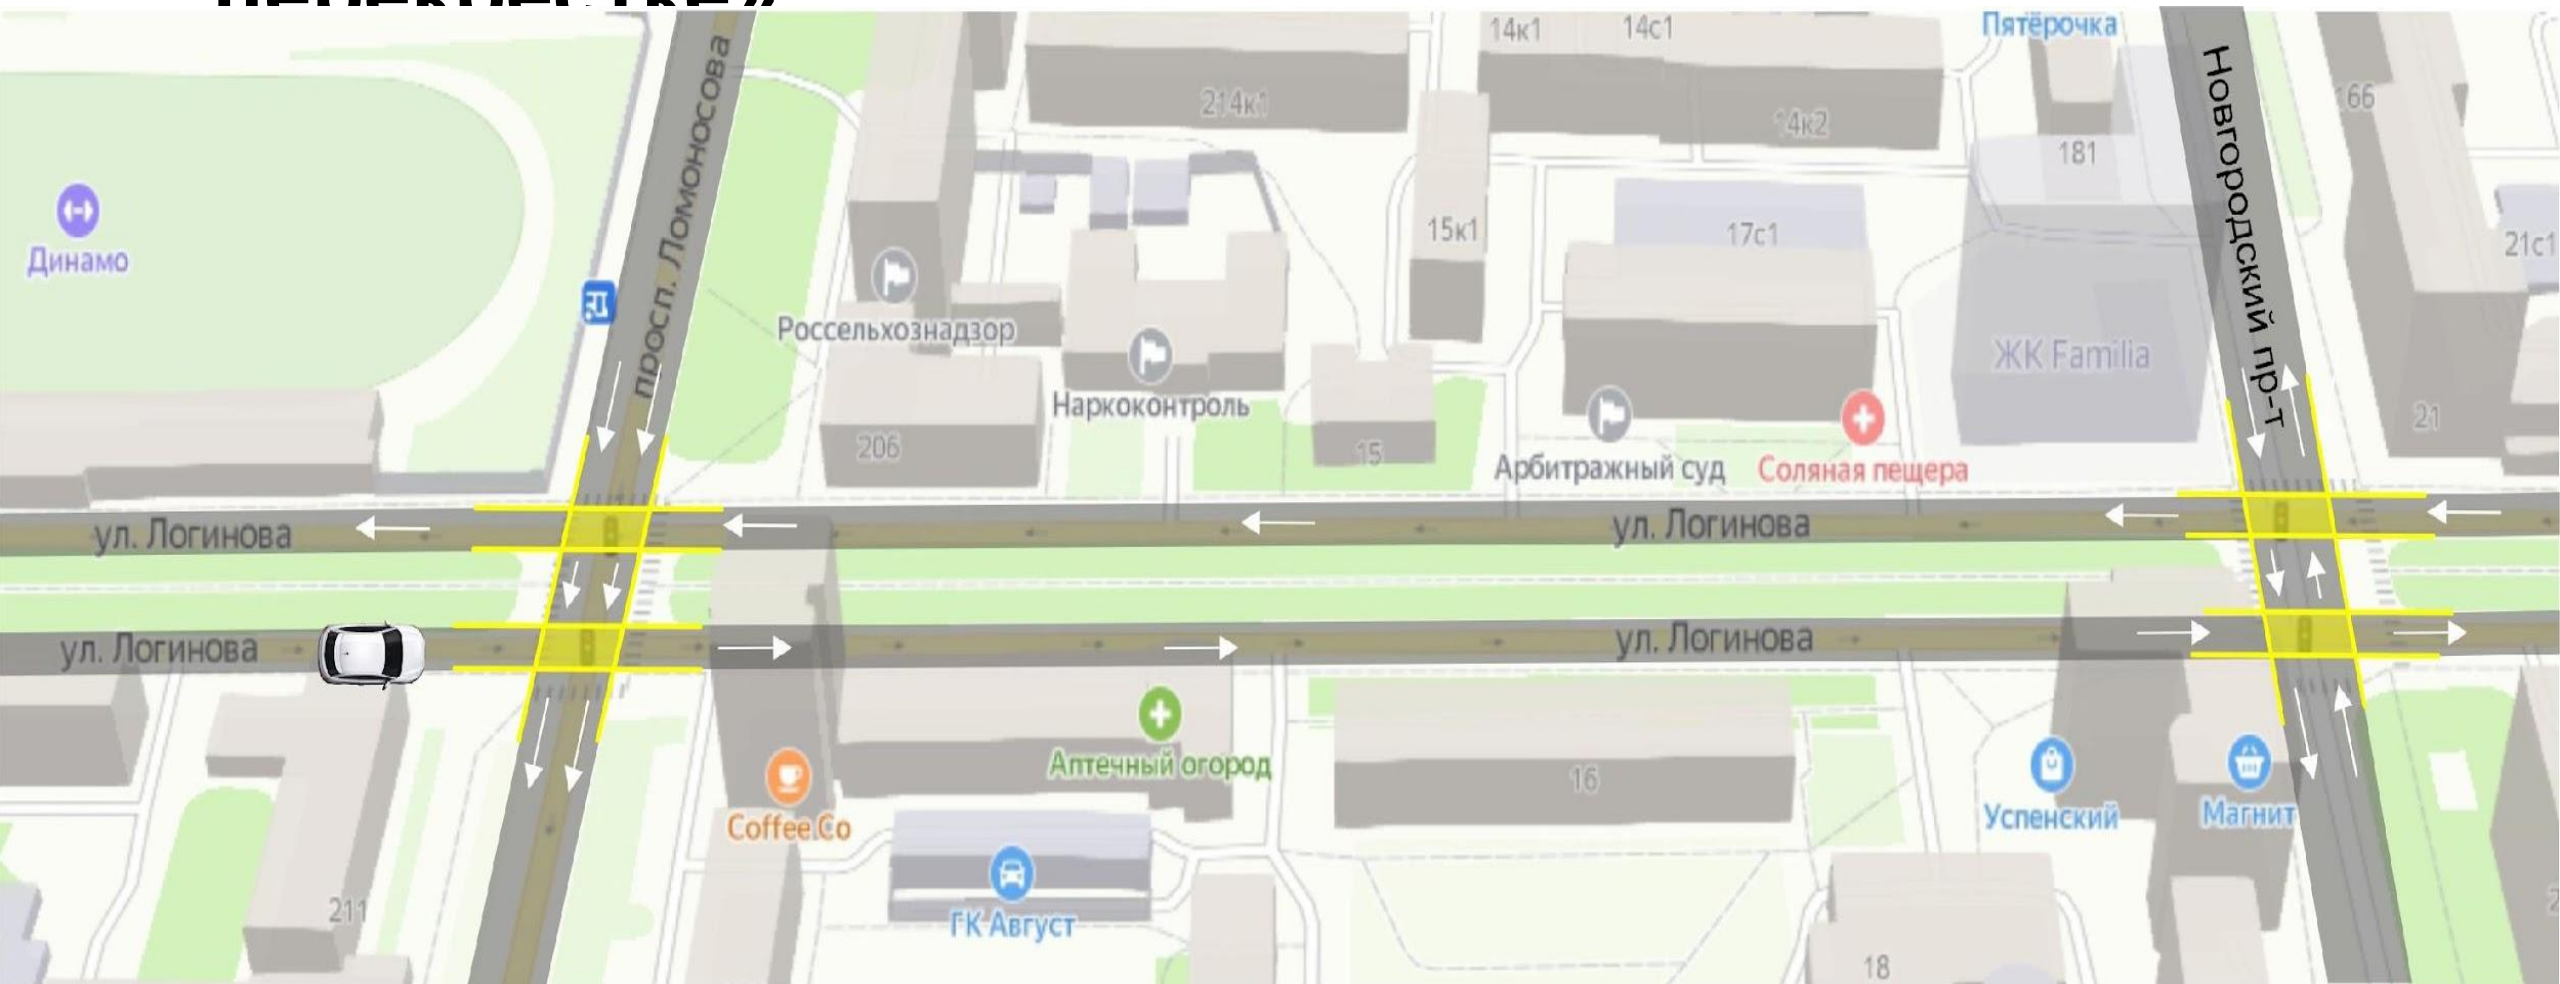 перекрестке»
14к1
14с1
Пятёрочка
просп. Ломоносова
Новгородский пр-т
214к1
14к2
66
181
Динамо
15к1
17с1
21с1
Россельхознадзор
ЖК Familia
Наркоконтроль
206
15
Арбитражный суд
Соляная пещера
21
ул. Логинова
ул. Логинова
ул. Логинова
ул. Логинова
Аптечный огород
16
Coffee.Co
Успенский
Магнит
211
ГК Август
18